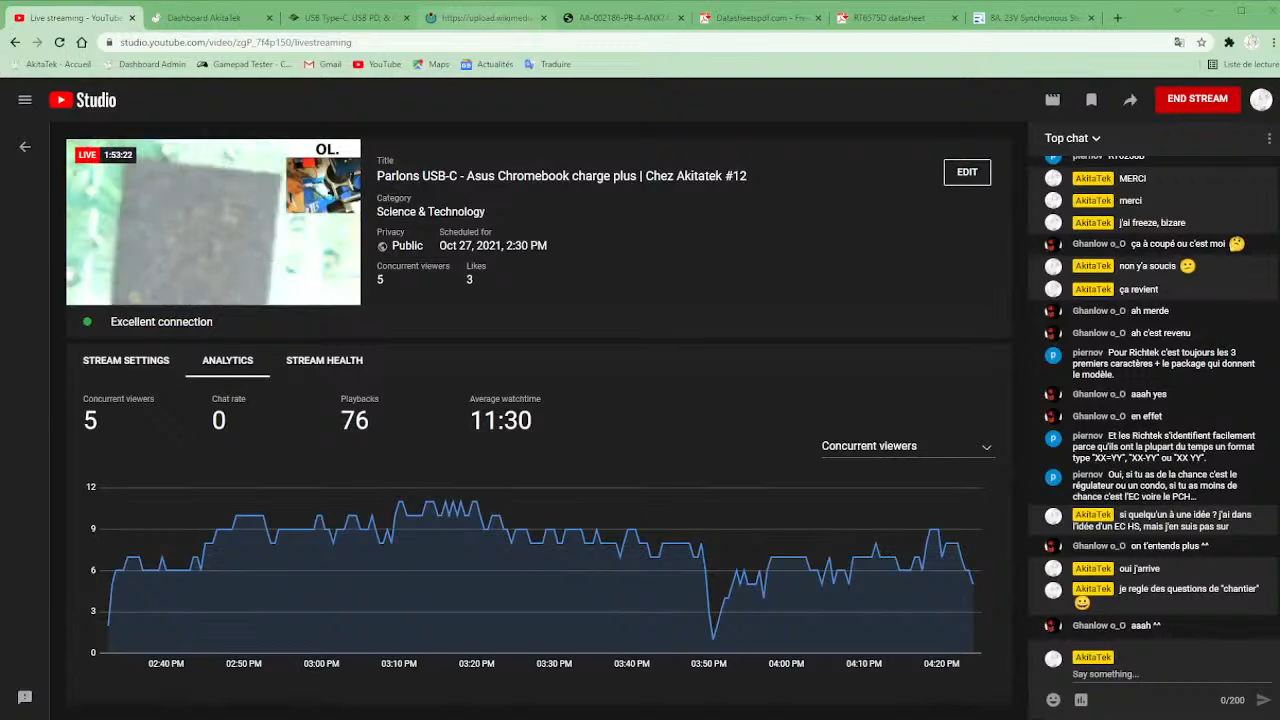 Live streaming - YouTube
Dashboard AkitaTek
USB Type-C, USB PD; &
https://upload.wikimedi
AR-002186-PB-4-ANX74
Datasheetspdf.com - Fre
RT6575D datasheet
8A, 23V Synchronous Ste
studio.youtube.com/video/zgP_7f4p150/livestreaming
AkitaTek - Accueil
Dashboard Admin
Gamepad Tester - C...
Gmail
YouTube
Maps
Actualités
Traduire
Liste de lecture
Studio
END STREAM
LIVE 1:53:22
OL.
Title
Parlons USB-C - Asus Chromebook charge plus | Chez Akitatek #12
Category
Science & Technology
Privacy
Public
Scheduled for
Oct 27, 2021, 2:30 PM
Concurrent viewers
5
Likes
3
EDIT
Excellent connection
STREAM SETTINGS
ANALYTICS
STREAM HEALTH
Concurrent viewers
5
Chat rate
0
Playbacks
76
Average watchtime
11:30
Concurrent viewers
12
9
6
3
0
02:40 PM
02:50 PM
03:00 PM
03:10 PM
03:20 PM
03:30 PM
03:40 PM
03:50 PM
04:00 PM
04:10 PM
04:20 PM
Top chat
AkitaTek MERCI
AkitaTek merci
AkitaTek j'ai freeze, bizare
Ghanlow o_O ça à coupé ou c'est moi
AkitaTek non y'a soucis
AkitaTek ça revient
Ghanlow o_O ah merde
Ghanlow o_O ah c'est revenu
piernov Pour Richtek c'est toujours les 3
premiers caractères + le package qui donnent
le modèle.
Ghanlow o_O aaah yes
Ghanlow o_O en effet
piernov Et les Richtek s'identifient facilement
parce qu'ils ont la plupart du temps un format
type "XX=YY", "XX-YY" ou "XX YY".
piernov Oui, si tu as de la chance c'est le
régulateur ou un condo, si tu as moins de
chance c'est l'EC voire le PCH...
AkitaTek si quelqu'un à une idée ? j'ai dans
l'idée d'un EC HS, mais j'en suis pas sur
Ghanlow o_O on t'entends plus ^^
AkitaTek oui j'arrive
AkitaTek je regle des questions de "chantier"
Ghanlow o_O aaah ^^
AkitaTek
Say something...
0/200